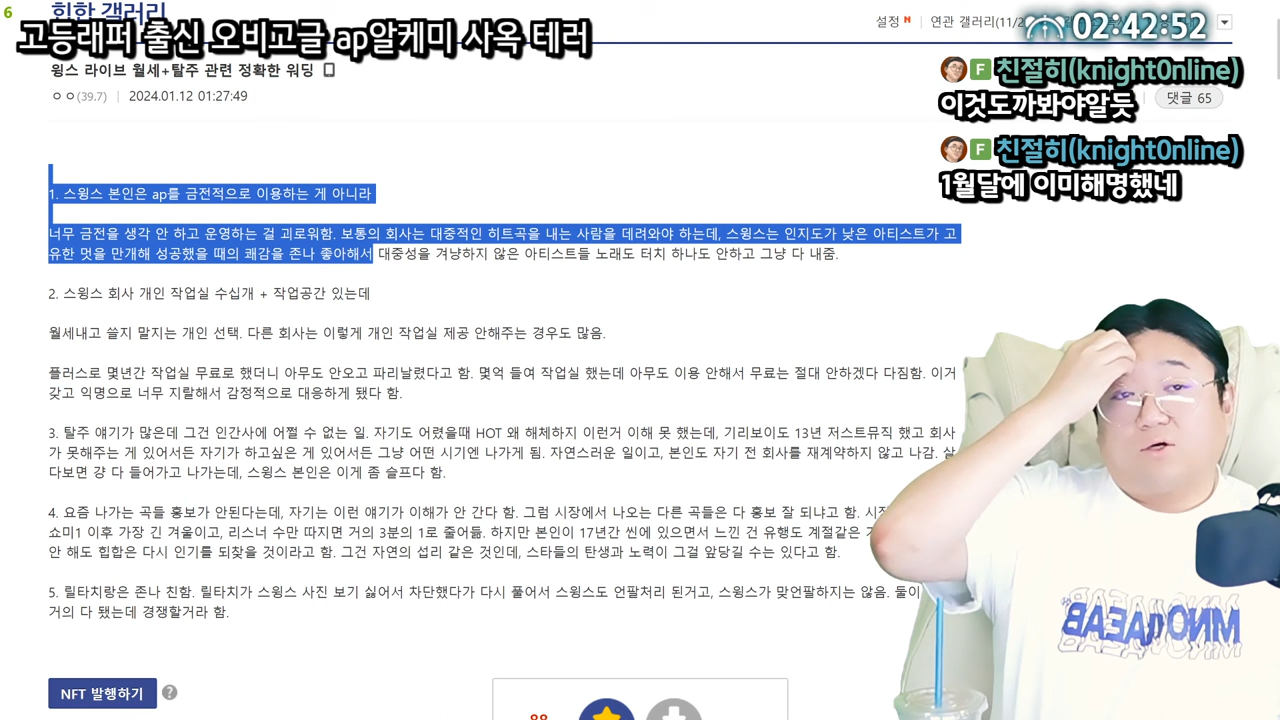 6
힙한 갤러리
고등래퍼 출신 오비고글 ap알케미 사옥 테러
설정 N
연관 갤러리(11/2
02:42:52
윙스 라이브 월세+탈주 관련 정확한 워딩
ㅇㅇ(39.7) | 2024.01.12 01:27:49
댓글 65
F 친절히(knight0nline)
이것도까봐야알듯
F 친절히(knight0nline)
1월달에 이미해명했네
1. 스윙스 본인은 ap를 금전적으로 이용하는 게 아니라
너무 금전을 생각 안 하고 운영하는 걸 괴로워함. 보통의 회사는 대중적인 히트곡을 내는 사람을 데려와야 하는데, 스윙스는 인지도가 낮은 아티스트가 고
유한 멋을 만개해 성공했을 때의 쾌감을 존나 좋아해서 대중성을 겨냥하지 않은 아티스트들 노래도 터치 하나도 안하고 그냥 다 내줌.
2. 스윙스 회사 개인 작업실 수십개 + 작업공간 있는데
월세내고 쓸지 말지는 개인 선택. 다른 회사는 이렇게 개인 작업실 제공 안해주는 경우도 많음.
플러스로 몇년간 작업실 무료로 했더니 아무도 안오고 파리날렸다고 함. 몇억 들여 작업실 했는데 아무도 이용 안해서 무료는 절대 안하겠다 다짐함. 이거
갖고 익명으로 너무 지랄해서 감정적으로 대응하게 됐다 함.
3. 탈주 얘기가 많은데 그건 인간사에 어쩔 수 없는 일. 자기도 어렸을때 HOT 왜 해체하지 이런거 이해 못 했는데, 기리보이도 13년 저스트뮤직 했고 회사
가 못해주는 게 있어서든 자기가 하고싶은 게 있어서든 그냥 어떤 시기엔 나가게 됨. 자연스러운 일이고, 본인도 자기 전 회사를 재계약하지 않고 나감. 살
다보면 걍 다 들어가고 나가는데, 스윙스 본인은 이게 좀 슬프다 함.
4. 요즘 나가는 곡들 홍보가 안된다는데, 자기는 이런 얘기가 이해가 안 간다 함. 그럼 시장에서 나오는 다른 곡들은 다 홍보 잘 되냐고 함.
쇼미1 이후 가장 긴 겨울이고, 리스너 수만 따지면 거의 3분의 1로 줄어듦. 하지만 본인이 17년간 씬에 있으면서 느낀 건 유행도 계절같은
안 해도 힙합은 다시 인기를 되찾을 것이라고 함. 그건 자연의 섭리 같은 것인데, 스타들의 탄생과 노력이 그걸 앞당길 수는 있다고 함.
5. 릴타치랑은 존나 친함. 릴타치가 스윙스 사진 보기 싫어서 차단했다가 다시 풀어서 스윙스도 언팔처리 된거고, 스윙스가 맞언팔하지는 않음. 둘이
거의 다 됐는데 경쟁할거라 함.
NFT 발행하기 ?
88